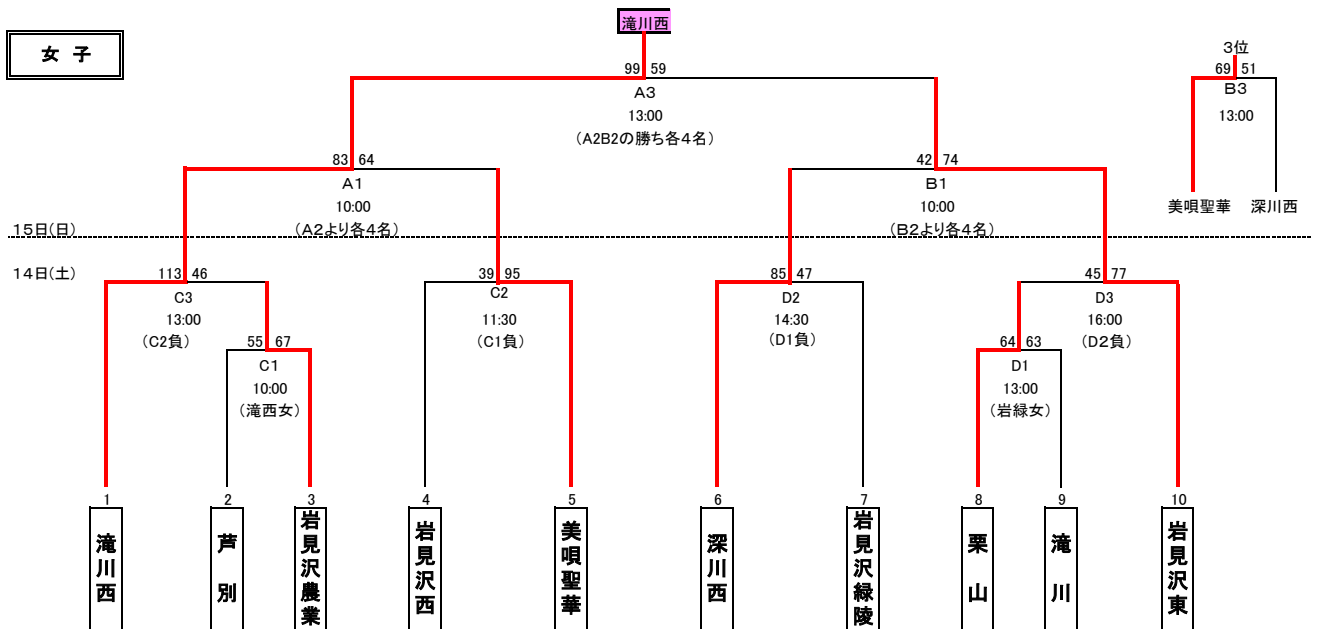 滝川西
女 子
3位
99 59
69 51
A3
B3
13:00
13:00
(A2B2の勝ち各4名)
83 64
42 74
A1
B1
10:00
10:00
美唄聖華 深川西
15日(日)
(A2より各4名)
(B2より各4名)
14日(土)
113 46
39 95
85 47
45 77
C3
C2
D2
D3
13:00
11:30
14:30
16:00
(C2負)
(C1負)
(D1負)
(D2負)
55 67
64 63
C1
D1
10:00
13:00
(滝西女)
(岩緑女)
1 2 3 4 5 6 7 8 9 10
滝川西
芦別
岩見沢農業
岩見沢西
美唄聖華
深川西
岩見沢緑陵
栗山
滝川
岩見沢東